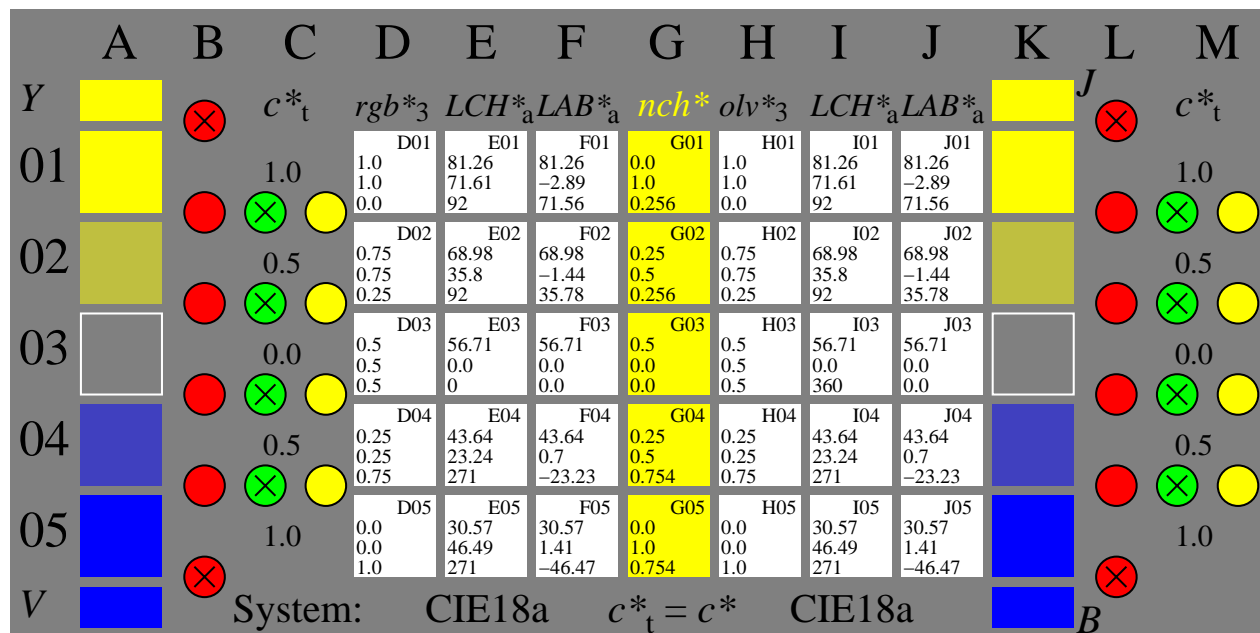 A B C D E F G H I J K L M
Y c*t rgb*3 LCH*a LAB*a nch* olv*3 LCH*a LAB*a J c*t
01 1.0 D01 E01 F01 G01 H01 I01 J01 1.0
1.0 81.26 81.26 0.0 1.0 81.26 81.26
1.0 71.61 −2.89 1.0 1.0 71.61 −2.89
0.0 92 71.56 0.256 0.0 92 71.56
02 0.5 D02 E02 F02 G02 H02 I02 J02 0.5
0.75 68.98 68.98 0.25 0.75 68.98 68.98
0.75 35.8 −1.44 0.5 0.75 35.8 −1.44
0.25 92 35.78 0.256 0.25 92 35.78
03 0.0 D03 E03 F03 G03 H03 I03 J03 0.0
0.5 56.71 56.71 0.5 0.5 56.71 56.71
0.5 0.0 0.0 0.0 0.5 0.0 0.0
0.5 0 0.0 0.0 0.5 360 0.0
04 0.5 D04 E04 F04 G04 H04 I04 J04 0.5
0.25 43.64 43.64 0.25 0.25 43.64 43.64
0.25 23.24 0.7 0.5 0.25 23.24 0.7
0.75 271 −23.23 0.754 0.75 271 −23.23
05 1.0 D05 E05 F05 G05 H05 I05 J05 1.0
0.0 30.57 30.57 0.0 0.0 30.57 30.57
0.0 46.49 1.41 1.0 0.0 46.49 1.41
1.0 271 −46.47 0.754 1.0 271 −46.47
V System: CIE18a c*t = c* CIE18a B